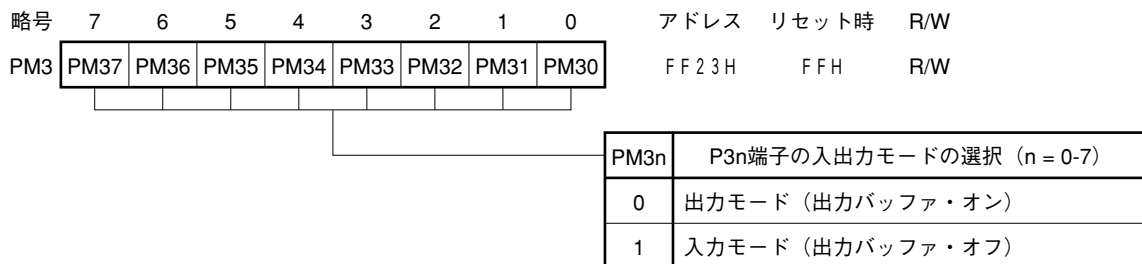 略号 7 6 5 4 3 2 1 0 アドレス リセット時 R/W
PM3 PM37 PM36 PM35 PM34 PM33 PM32 PM31 PM30 FF23H FFH R/W
PM3n P3n端子の入出力モードの選択（n = 0-7）
0 出力モード（出力バッファ・オン）
1 入力モード（出力バッファ・オフ）